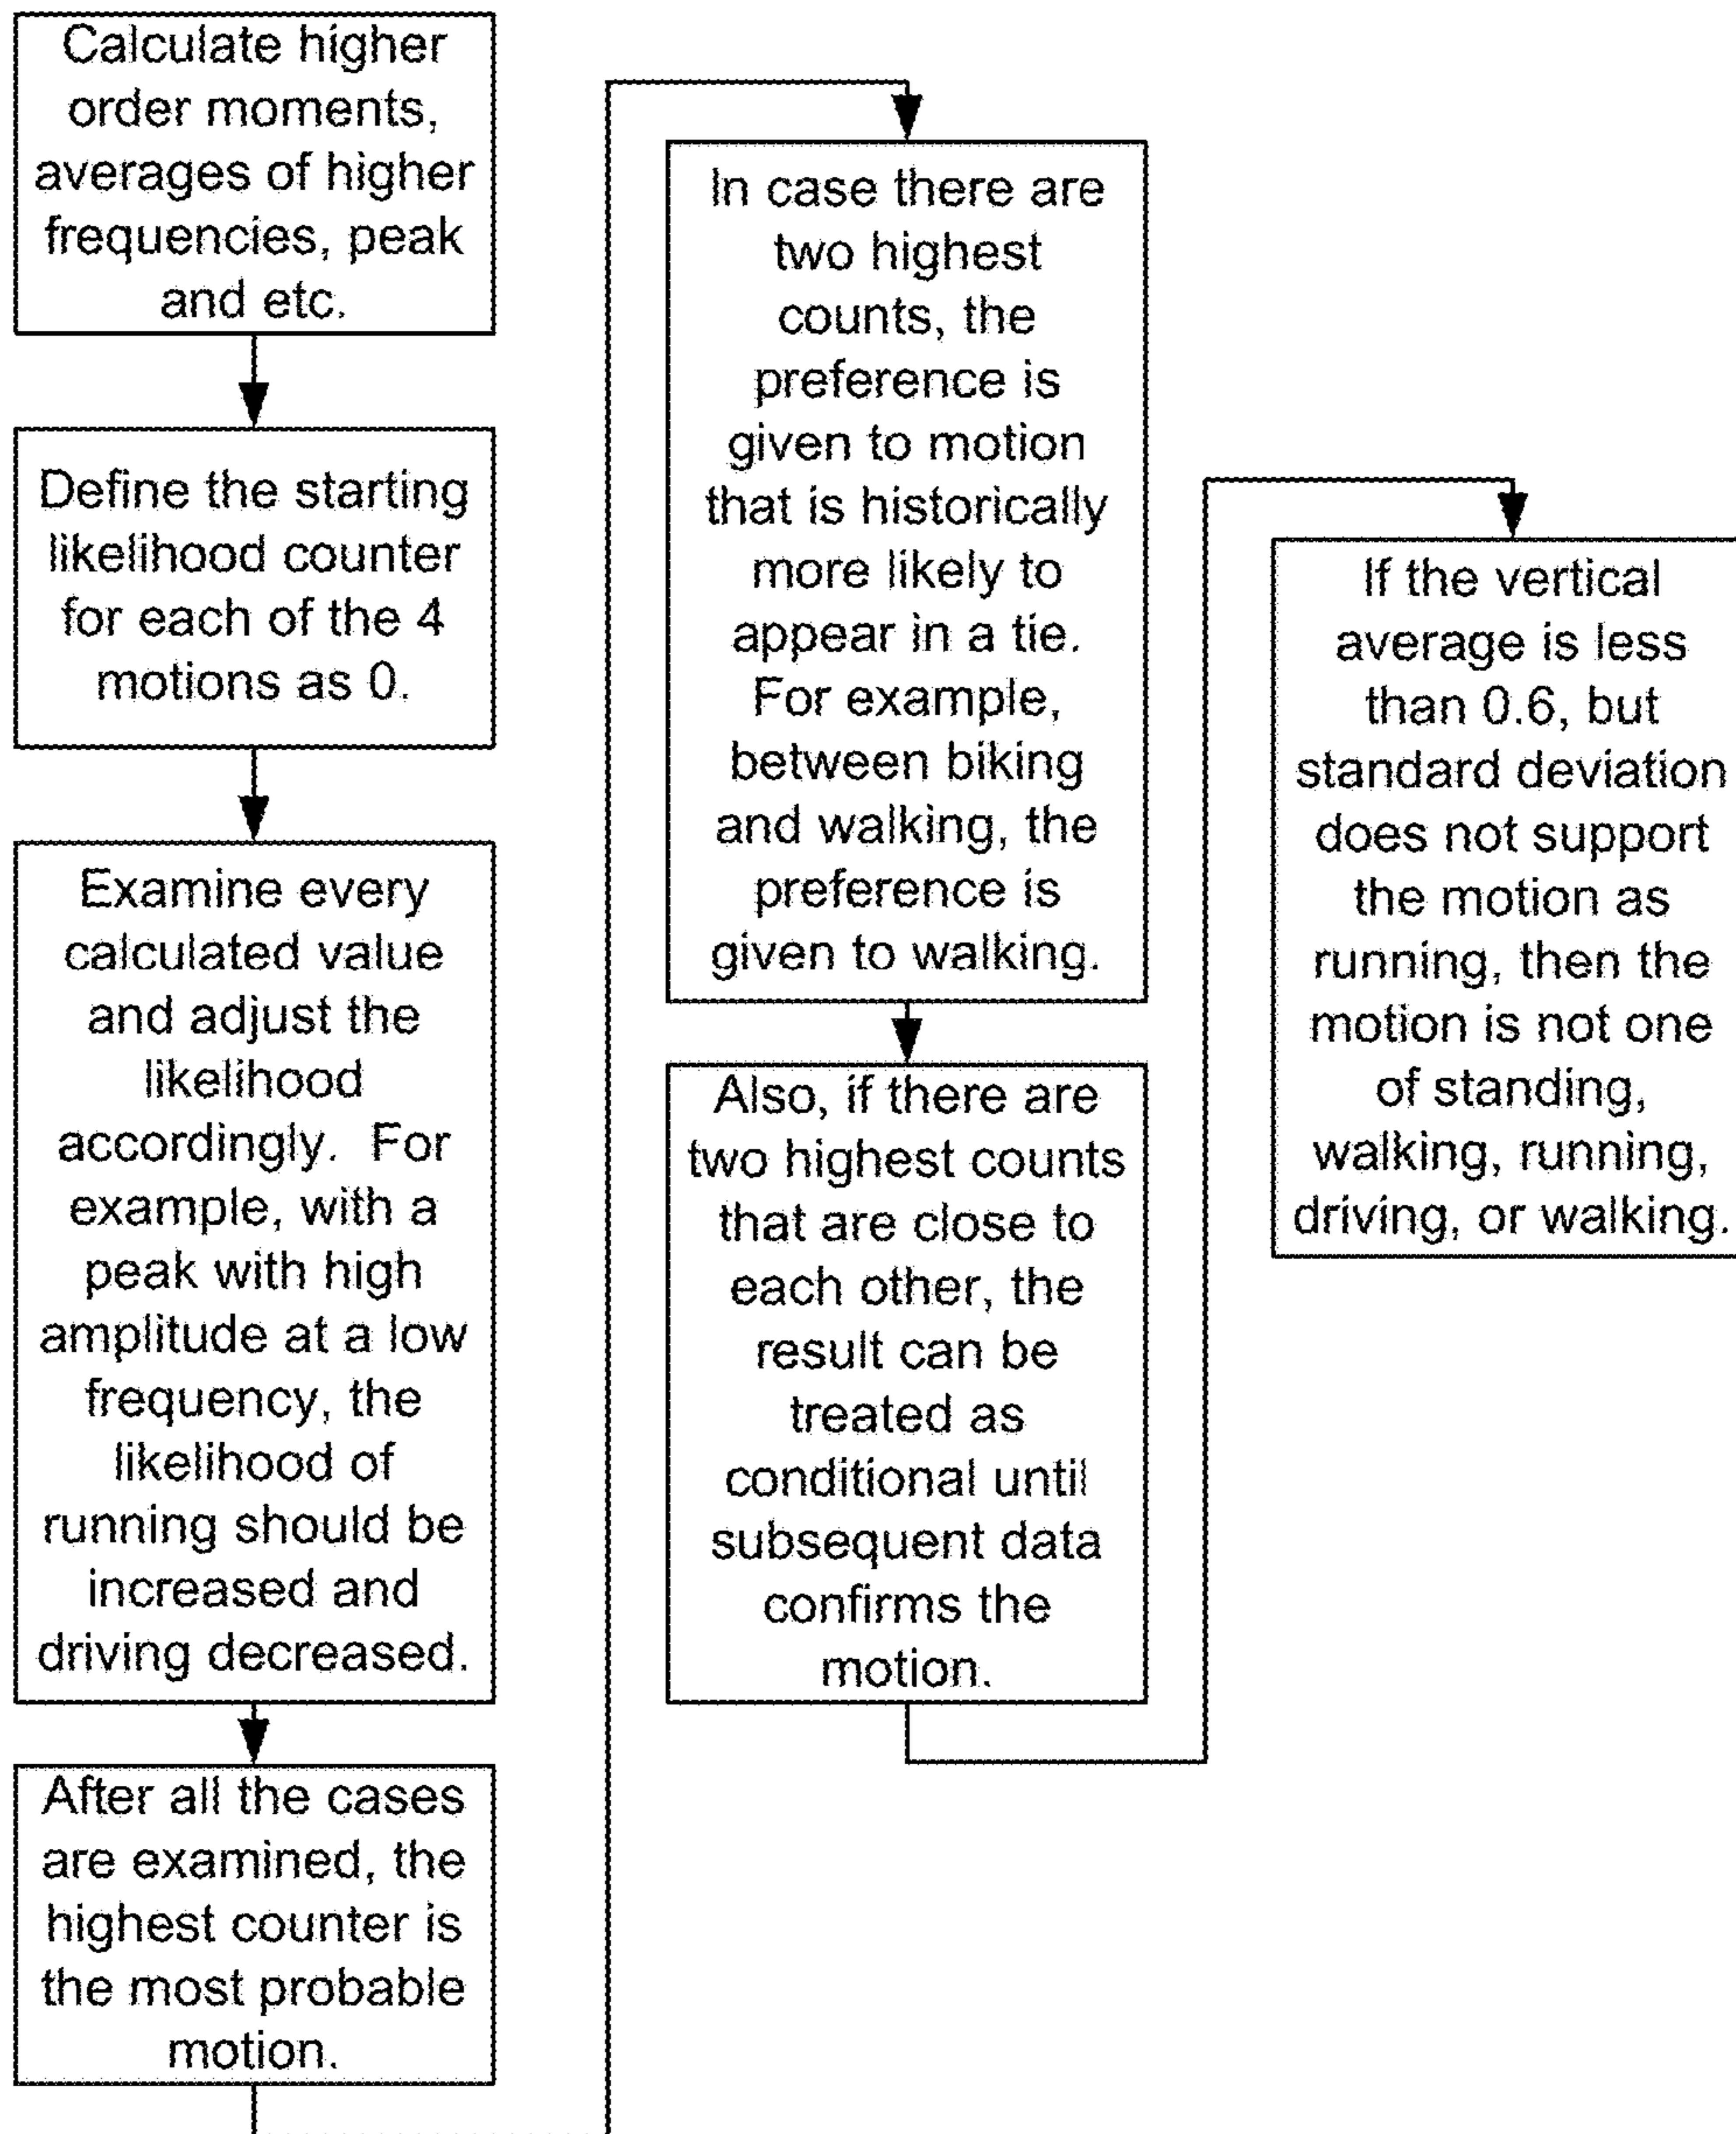 Calculate higher
order moments,
averages of higher
frequencies, peak
and etc.
Define the starting
likelihood counter
for each of the 4
motions as 0.
Examine every
calculated value
and adjust the
likelihood
accordingly.  For
example, with a
peak with high
amplitude at a low
frequency, the
likelihood of
running should be
increased and
driving decreased.
After all the cases
are examined, the
highest counter is
the most probable
motion.
In case there are
two highest
counts, the
preference is
given to motion
that is historically
more likely to
appear in a tie.
For example,
between biking
and walking, the
preference is
given to walking.
Also, if there are
two highest counts
that are close to
each other, the
result can be
treated as
conditional until
subsequent data
confirms the
motion.
If the vertical
average is less
than 0.6, but
standard deviation
does not support
the motion as
running, then the
motion is not one
of standing,
walking, running,
driving, or walking.